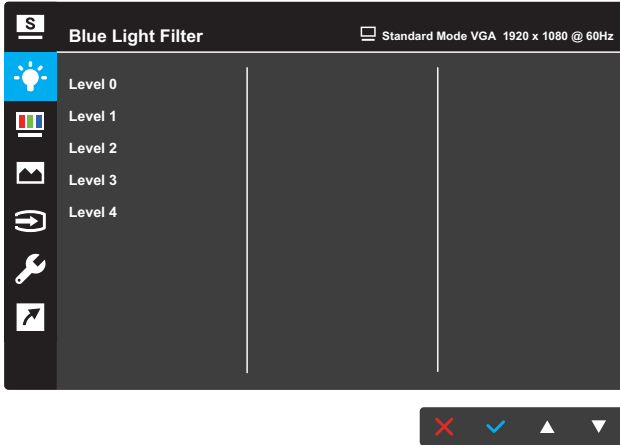 S
Blue Light Filter
Standard Mode VGA 1920 x 1080 @ 60Hz
Level 0
Level 1
Level 2
Level 3
Level 4